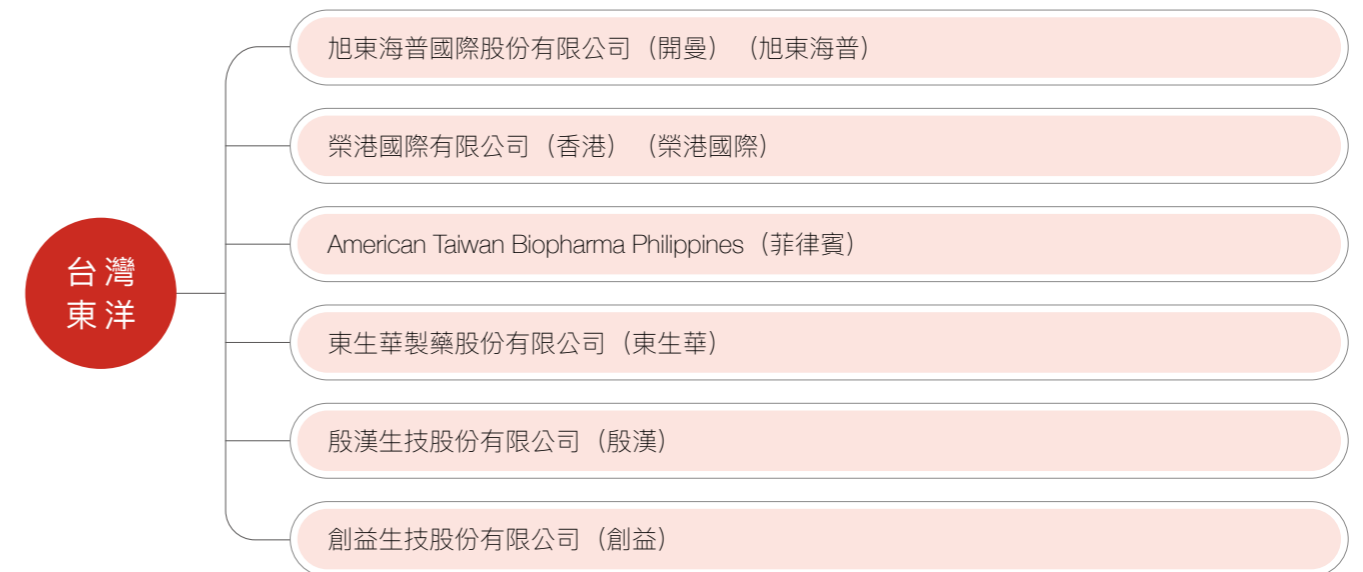 旭東海普國際股份有限公司（開曼）（旭東海普）
榮港國際有限公司（香港）（榮港國際）
American Taiwan Biopharma Philippines（菲律賓）
台灣
東洋
東生華製藥股份有限公司（東生華）
殷漢生技股份有限公司（殷漢）
創益生技股份有限公司（創益）